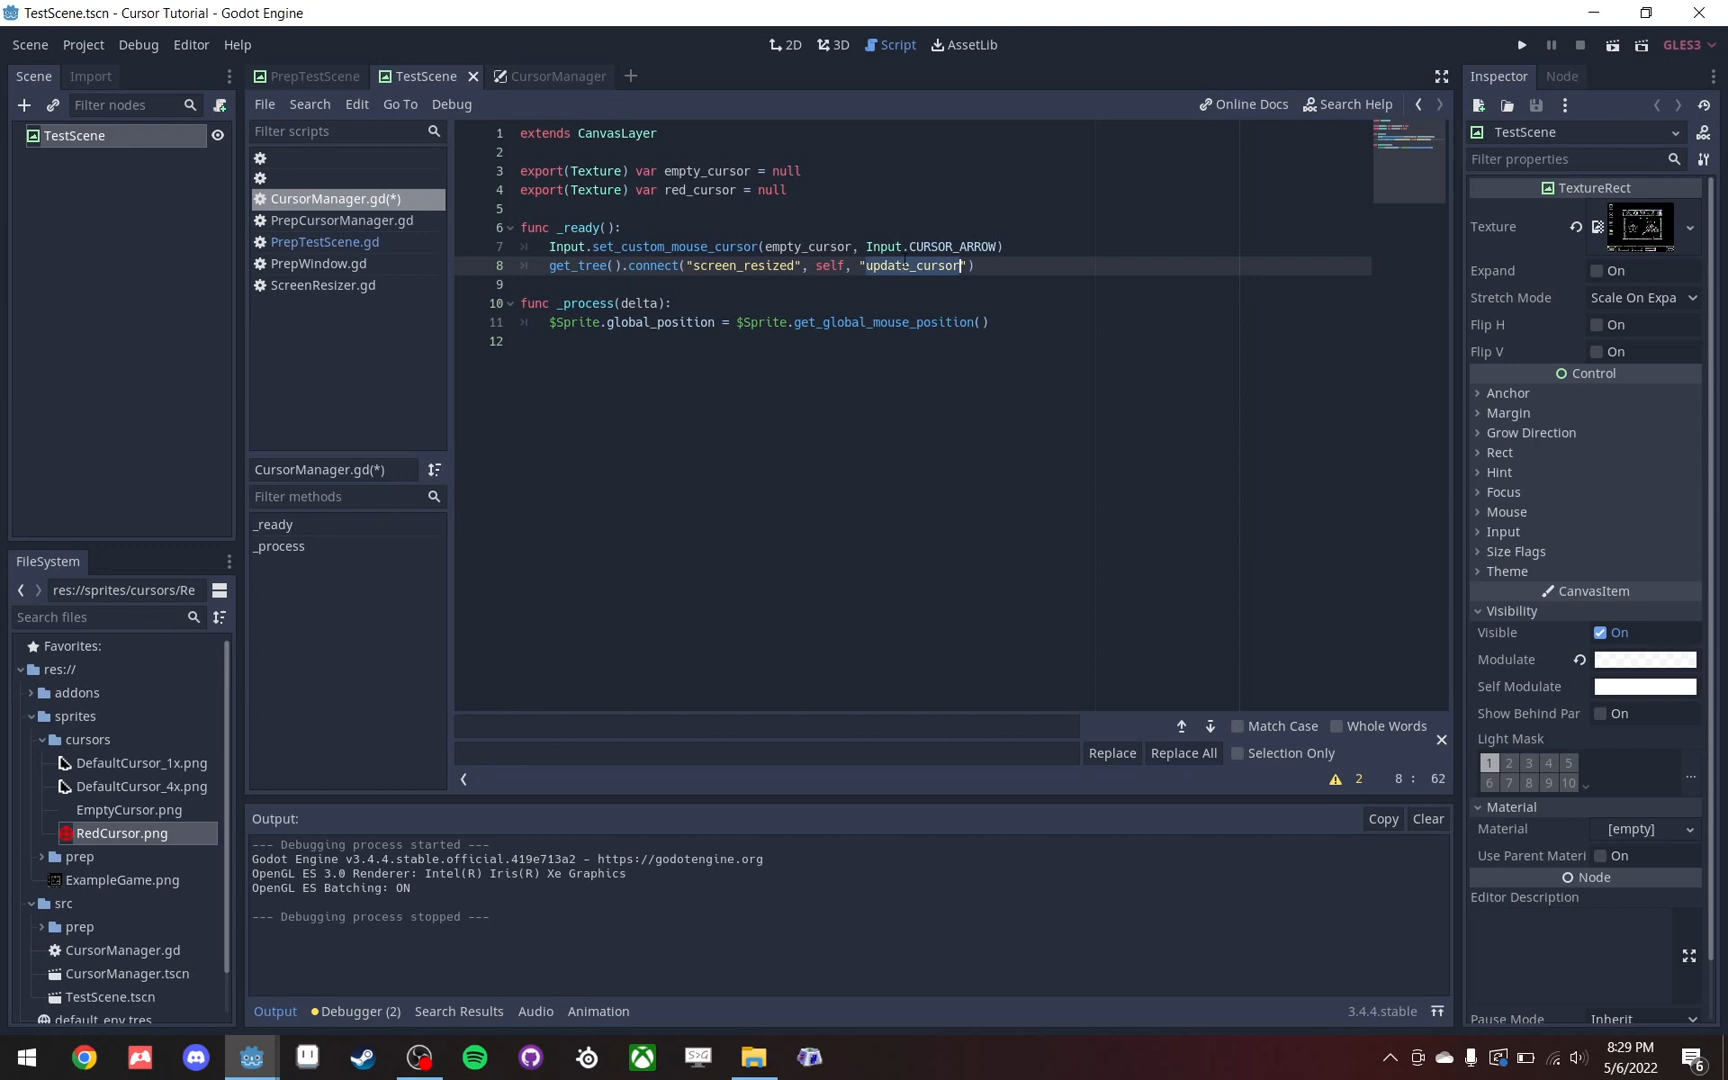 TestScene.tscn - Cursor Tutorial - Godot Engine
Scene Project Debug Editor Help
2D 3D Script AssetLib
GLES3
Scene Import
PrepTestScene TestScene CursorManager
Inspector Node
Filter nodes
File Search Edit Go To Debug
Online Docs Search Help
TestScene
Filter scripts
CursorManager.gd(*)
PrepCursorManager.gd
PrepTestScene.gd
PrepWindow.gd
ScreenResizer.gd
CursorManager.gd(*)
Filter methods
_ready
_process
1 extends CanvasLayer
2
3 export(Texture) var empty_cursor = null
4 export(Texture) var red_cursor = null
5
6 func _ready():
7 Input.set_custom_mouse_cursor(empty_cursor, Input.CURSOR_ARROW)
8 get_tree().connect("screen_resized", self, "update_cursor")
9
10 func _process(delta):
11 $Sprite.global_position = $Sprite.get_global_mouse_position()
12
Match Case Whole Words
Replace Replace All Selection Only
2 8 : 62
FileSystem
res://sprites/cursors/Re
Search files
Favorites:
res://
addons
sprites
cursors
DefaultCursor_1x.png
DefaultCursor_4x.png
EmptyCursor.png
RedCursor.png
prep
ExampleGame.png
src
prep
CursorManager.gd
CursorManager.tscn
TestScene.tscn
default_env.tres
Output:
Copy Clear
--- Debugging process started ---
Godot Engine v3.4.4.stable.official.419e713a2 - https://godotengine.org
OpenGL ES 3.0 Renderer: Intel(R) Iris(R) Xe Graphics
OpenGL ES Batching: ON
--- Debugging process stopped ---
Output Debugger (2) Search Results Audio Animation
3.4.4.stable
TestScene
Filter properties
TextureRect
Texture
Expand On
Stretch Mode Scale On Expa
Flip H On
Flip V On
Control
Anchor
Margin
Grow Direction
Rect
Hint
Focus
Mouse
Input
Size Flags
Theme
CanvasItem
Visibility
Visible On
Modulate
Self Modulate
Show Behind Par On
Light Mask
1 2 3 4 5
6 7 8 9 10
...
Material
Material [empty]
Use Parent Materi On
Node
Editor Description
Pause Mode Inherit
8:29 PM
5/6/2022
6